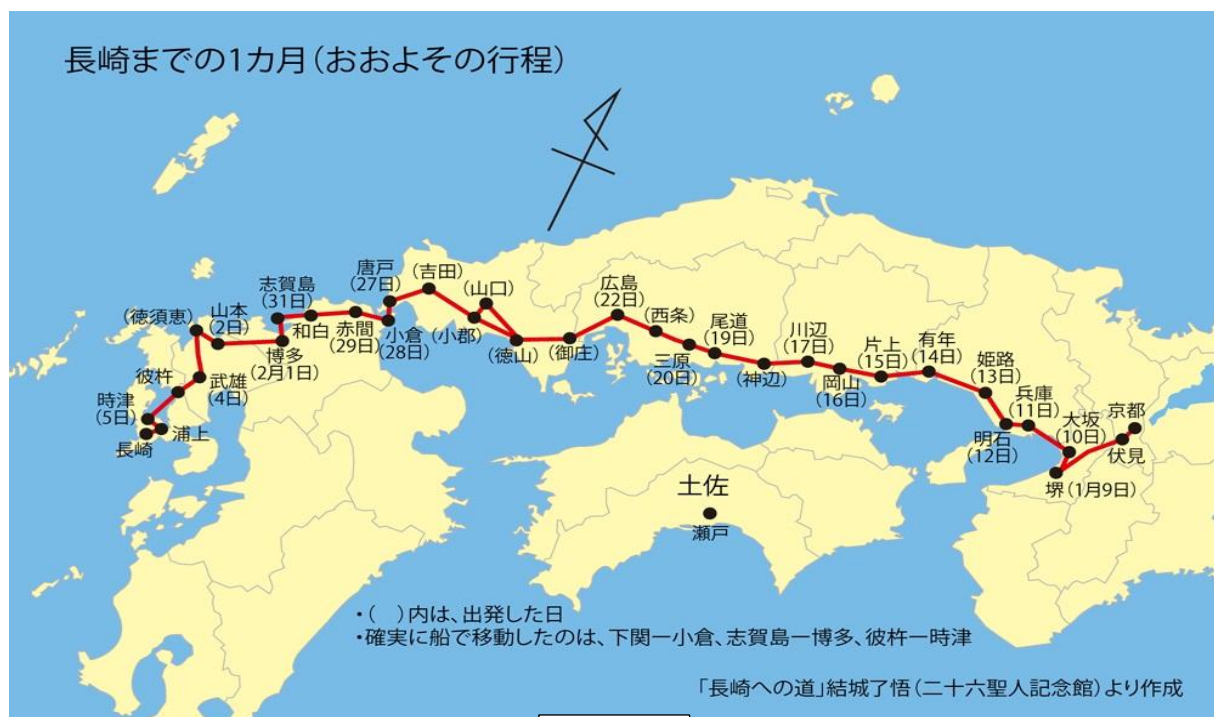 長崎までの1カ月(おおよその行程)
唐戸
(27日)
(吉田)
(山口)
志賀島
(31日)
和白
赤間
(29日)
小倉
(28日)
(小郡)
(徳山)
(御庄)
広島
(22日)
(西条)
三原
(20日)
尾道
(19日)
(神辺)
川辺
(17日)
岡山
(16日)
片上
(15日)
有年
(14日)
姫路
(13日)
明石
(12日)
兵庫
(11日)
大坂
(10日)
京都
伏見
堺(1月9日)
(徳須恵)
山本
(2日)
博多
(2月1日)
彼杵
武雄
(4日)
時津
(5日)
浦上
長崎
土佐
瀬戸
・( )内は、出発した日
・確実に船で移動したのは、下関ー小倉、志賀島ー博多、彼杵ー時津
「長崎への道」結城了悟(二十六聖人記念館)より作成